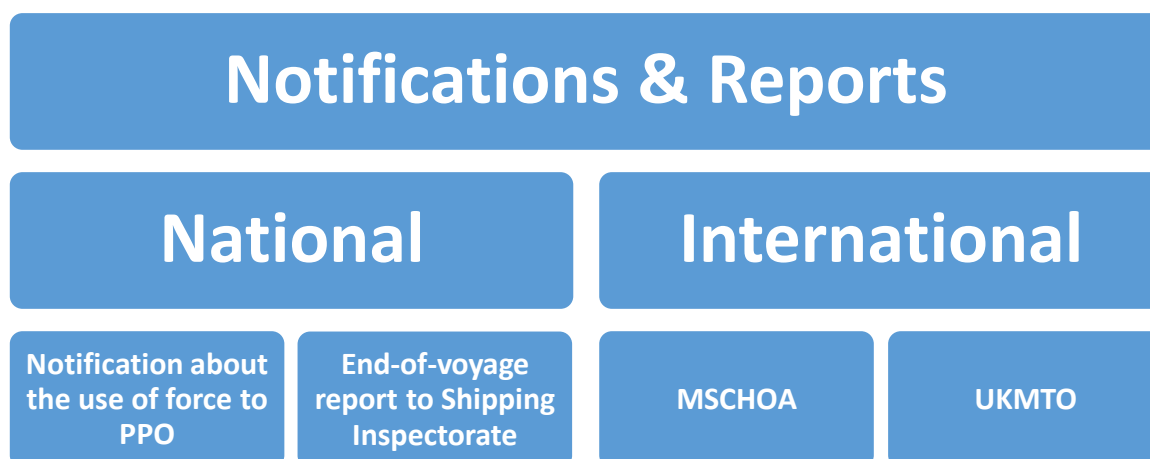 Notifications & Reports
National
International
Notification about
the use of force to
PPO
End-of-voyage
report to Shipping
Inspectorate
MSCHOA
UKMTO